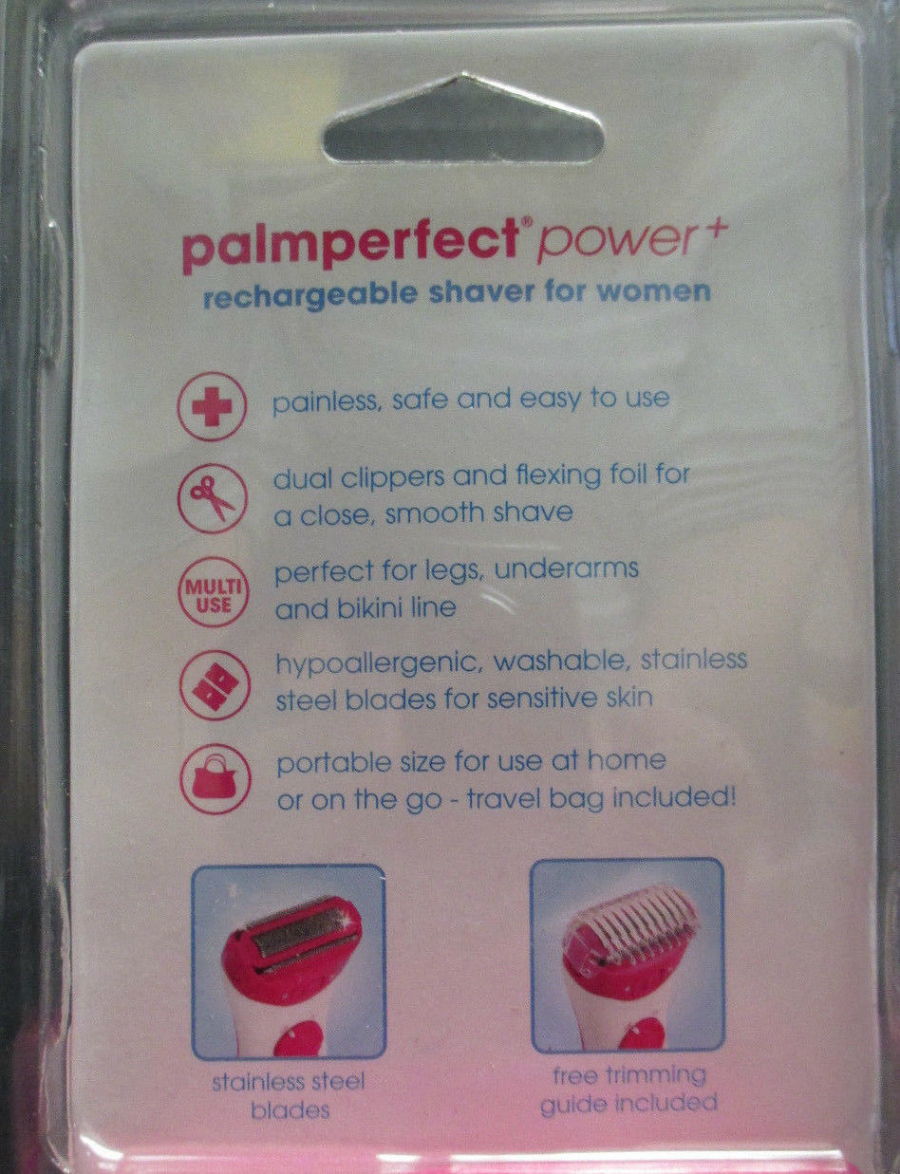 palmperfect® power+
rechargeable shaver for women
painless, safe and easy to use
dual clippers and flexing foil for
a close, smooth shave
MULTI
USE
perfect for legs, underarms
and bikini line
hypoallergenic, washable, stainless
steel blades for sensitive skin
portable size for use at home
or on the go - travel bag included!
stainless steel
blades
free trimming
guide included